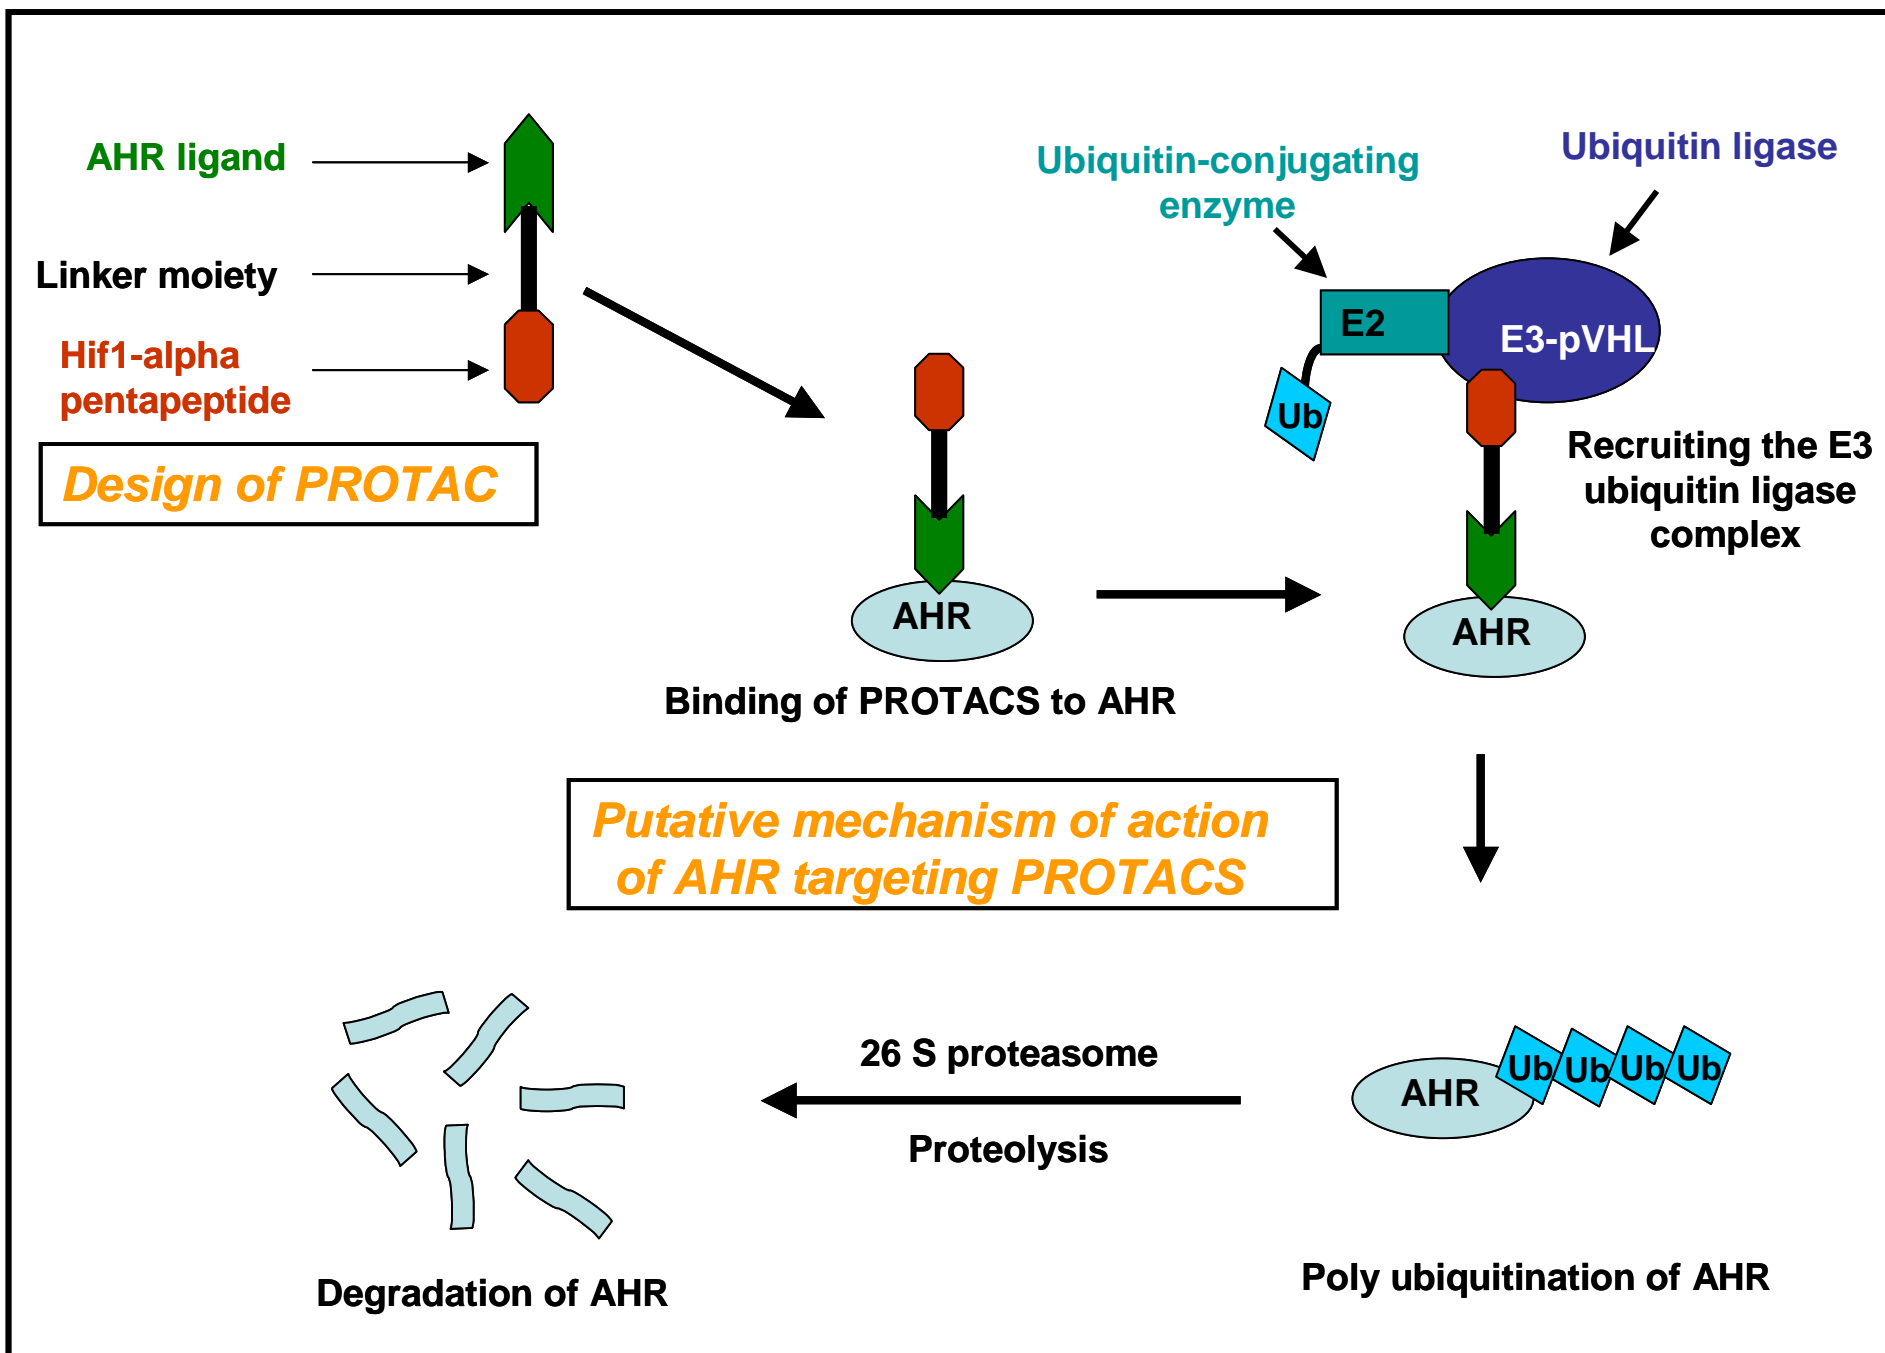 AHR ligand
Linker moiety
Hif1-alpha
pentapeptide
Design of PROTAC
Ubiquitin-conjugating
enzyme
Ubiquitin ligase
E2
E3-pVHL
Ub
Recruiting the E3
ubiquitin ligase
complex
AHR
AHR
Binding of PROTACS to AHR
Putative mechanism of action
of AHR targeting PROTACS
26 S proteasome
Proteolysis
AHR
Ub Ub Ub Ub
Degradation of AHR
Poly ubiquitination of AHR